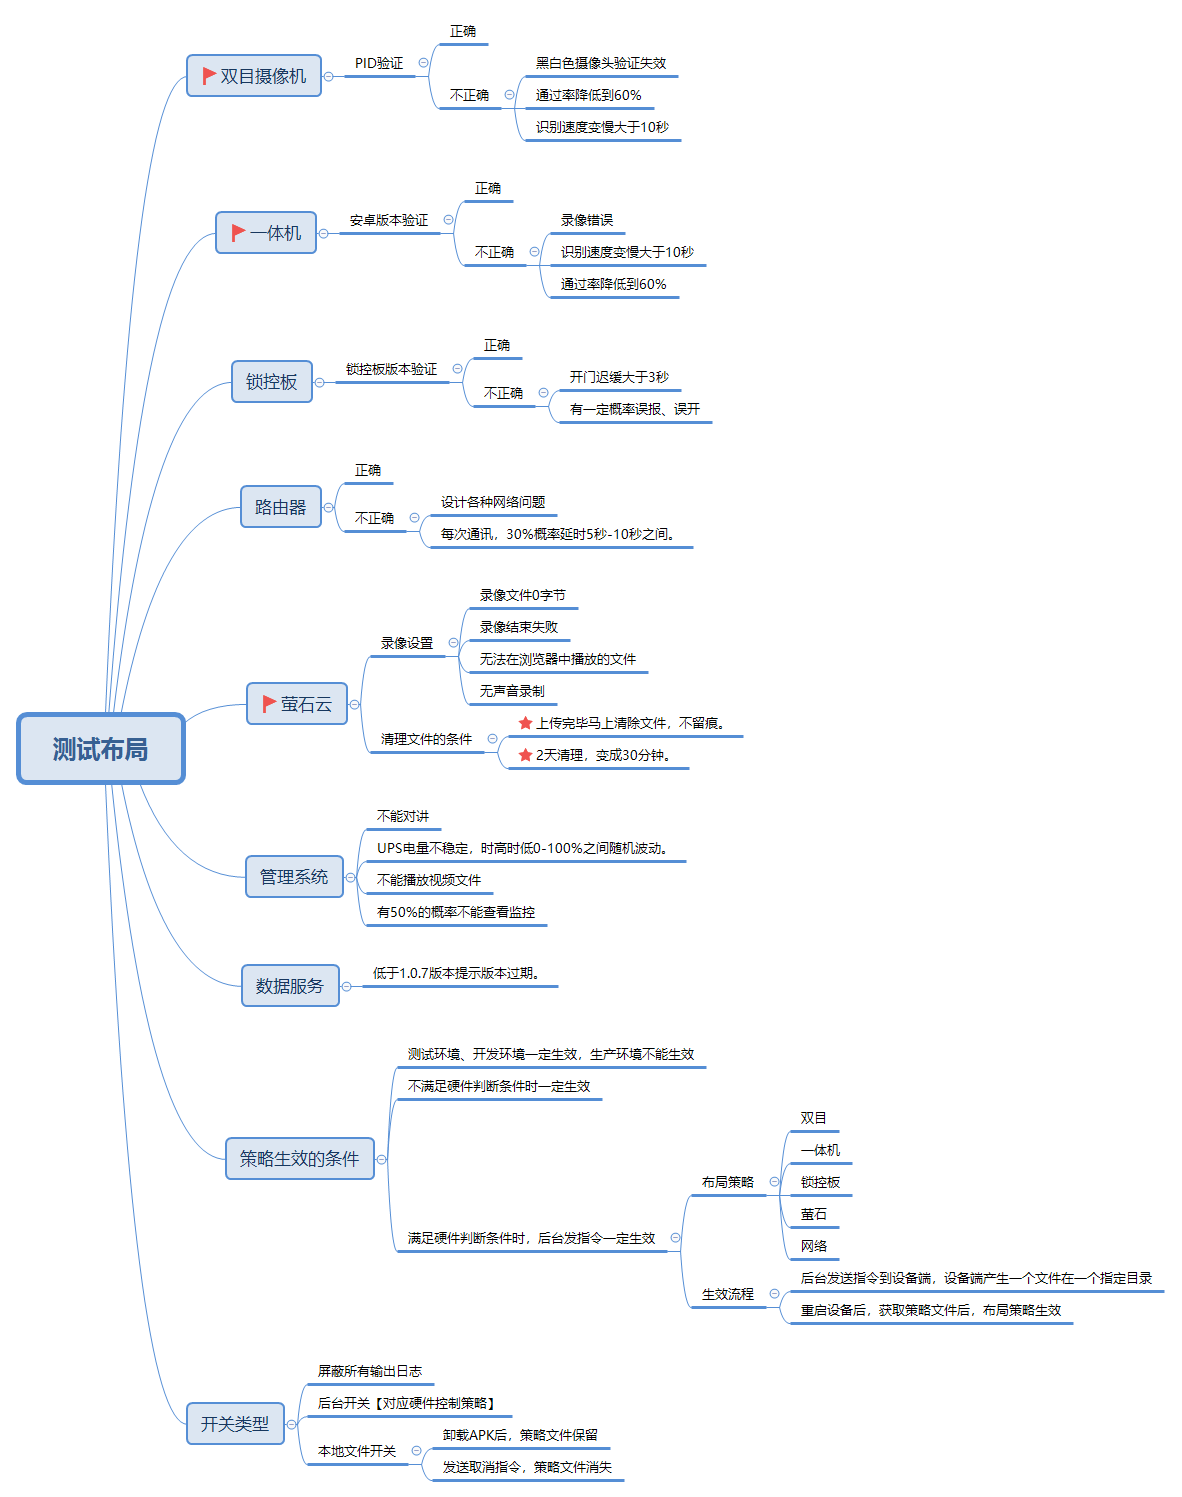 测试布局
双目摄像机
PID验证
正确
不正确
黑白色摄像头验证失效
通过率降低到60%
识别速度变慢大于10秒
一体机
安卓版本验证
正确
不正确
录像错误
识别速度变慢大于10秒
通过率降低到60%
锁控板
锁控板版本验证
正确
不正确
开门迟缓大于3秒
有一定概率误报、误开
路由器
正确
不正确
设计各种网络问题
每次通讯，30%概率延时5秒-10秒之间。
萤石云
录像设置
录像文件0字节
录像结束失败
无法在浏览器中播放的文件
无声音录制
清理文件的条件
上传完毕马上清除文件，不留痕。
2天清理，变成30分钟。
管理系统
不能对讲
UPS电量不稳定，时高时低0-100%之间随机波动。
不能播放视频文件
有50%的概率不能查看监控
数据服务
低于1.0.7版本提示版本过期。
策略生效的条件
测试环境、开发环境一定生效，生产环境不能生效
不满足硬件判断条件时一定生效
满足硬件判断条件时，后台发指令一定生效
布局策略
双目
一体机
锁控板
萤石
网络
生效流程
后台发送指令到设备端，设备端产生一个文件在一个指定目录
重启设备后，获取策略文件后，布局策略生效
开关类型
屏蔽所有输出日志
后台开关【对应硬件控制策略】
本地文件开关
卸载APK后，策略文件保留
发送取消指令，策略文件消失